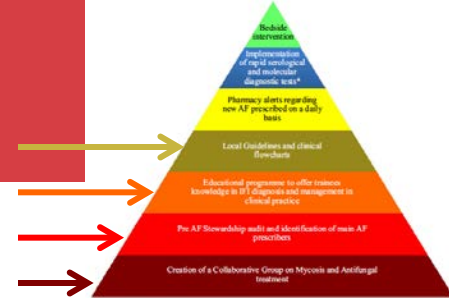 Bedside
intervention
Implementation
of rapid serological
and molecular
diagnostic tests*
Pharmacy alerts regarding
new AF prescribed on a daily
basis
Local Guidelines and clinical
flowcharts
Educational programme to offer trainees
knowledge in IFI diagnosis and management in
clinical practice
Pre AF Stewardship audit and identification of main AF
prescribers
Creation of a Collaborative Group on Mycosis and Antifungal
treatment